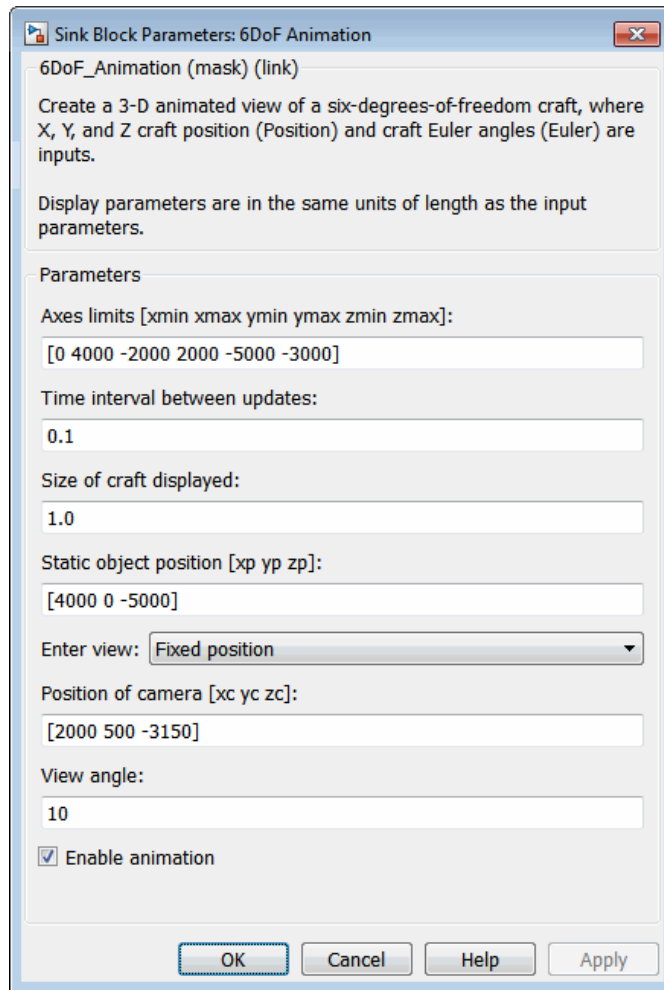 Sink Block Parameters: 6DoF Animation
6DoF_Animation (mask) (link)
Create a 3-D animated view of a six-degrees-of-freedom craft, where
X, Y, and Z craft position (Position) and craft Euler angles (Euler) are
inputs.
Display parameters are in the same units of length as the input
parameters.
Parameters
Axes limits [xmin xmax ymin ymax zmin zmax]:
[0 4000 -2000 2000 -5000 -3000]
Time interval between updates:
0.1
Size of craft displayed:
1.0
Static object position [xp yp zp]:
[4000 0 -5000]
Enter view: Fixed position
Position of camera [xc yc zc]:
[2000 500 -3150]
View angle:
10
Enable animation
OK Cancel Help Apply